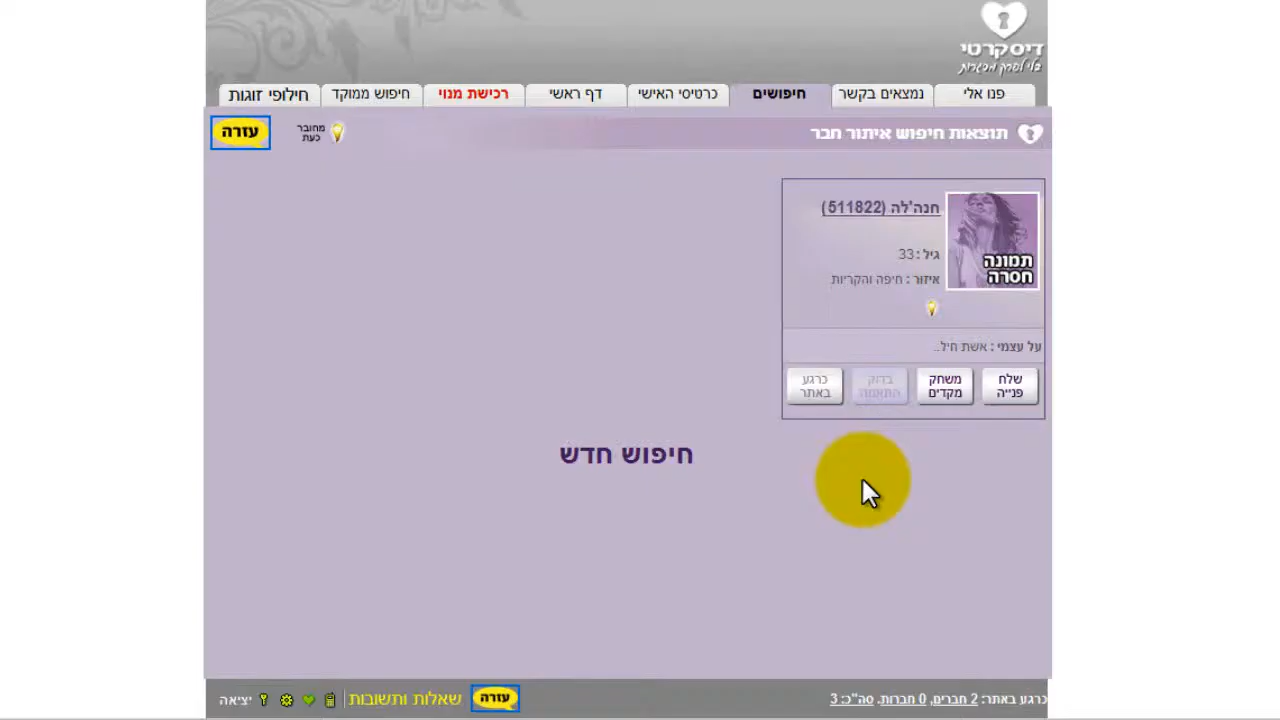 דיסקרטי
בלי לפרק מסגרות
פנו אלי
נמצאים בקשר
חיפושים
כרטיסי האישי
דף ראשי
רכישת מנוי
חיפוש ממוקד
חילופי זוגות
תוצאות חיפוש איתור חבר
מחובר
כעת
עזרה
חנה'לה (511822)
גיל : 33
איזור : חיפה והקריות
תמונה
חסרה
על עצמי : אשת חיל..
שלח
פנייה
משחק
מקדים
בדוק
התאמה
כרגע
באתר
חיפוש חדש
כרגע באתר: 2 חברים, 0 חברות. סה"כ: 3
עזרה
שאלות ותשובות
יציאה